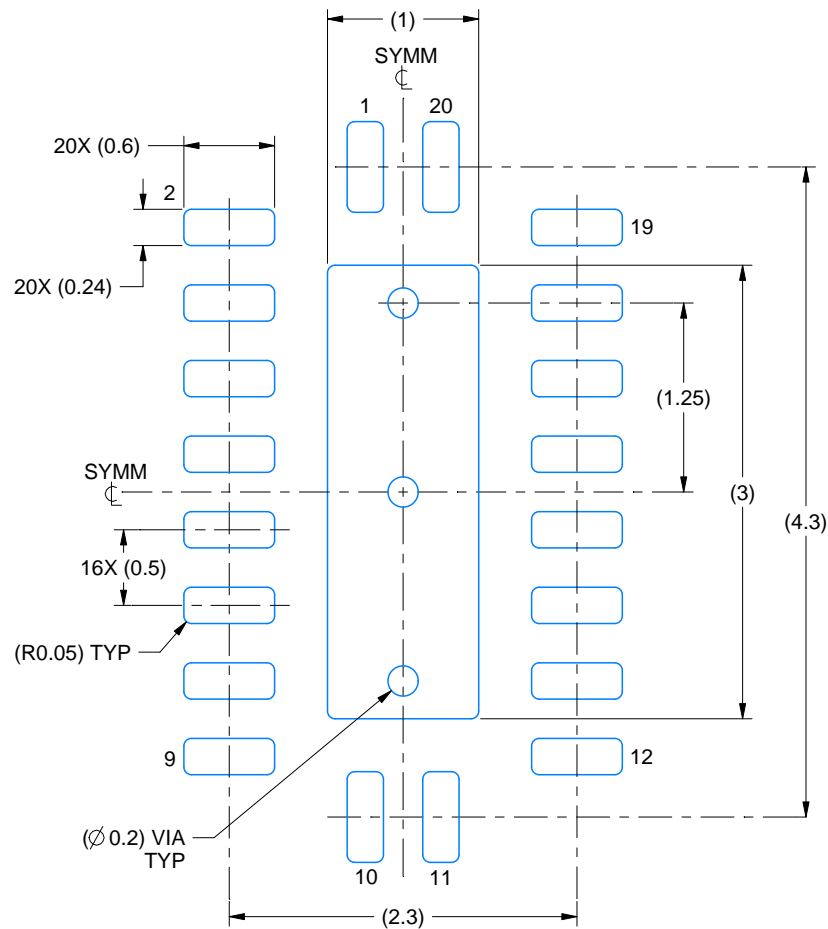 (1)
SYMM
℄
1
20
20X (0.6)
2
19
20X (0.24)
(1.25)
SYMM
℄
(3)
(4.3)
16X (0.5)
(R0.05) TYP
9
12
(∅ 0.2) VIA
TYP
10
11
(2.3)